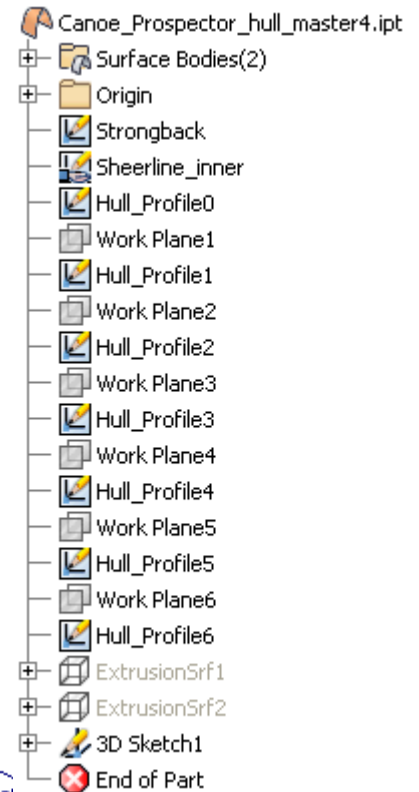 Canoe_Prospector_hull_master4.ipt
Surface Bodies(2)
Origin
Strongback
Sheerline_inner
Hull_Profile0
Work Plane1
Hull_Profile1
Work Plane2
Hull_Profile2
Work Plane3
Hull_Profile3
Work Plane4
Hull_Profile4
Work Plane5
Hull_Profile5
Work Plane6
Hull_Profile6
ExtrusionSrf1
ExtrusionSrf2
3D Sketch1
End of Part